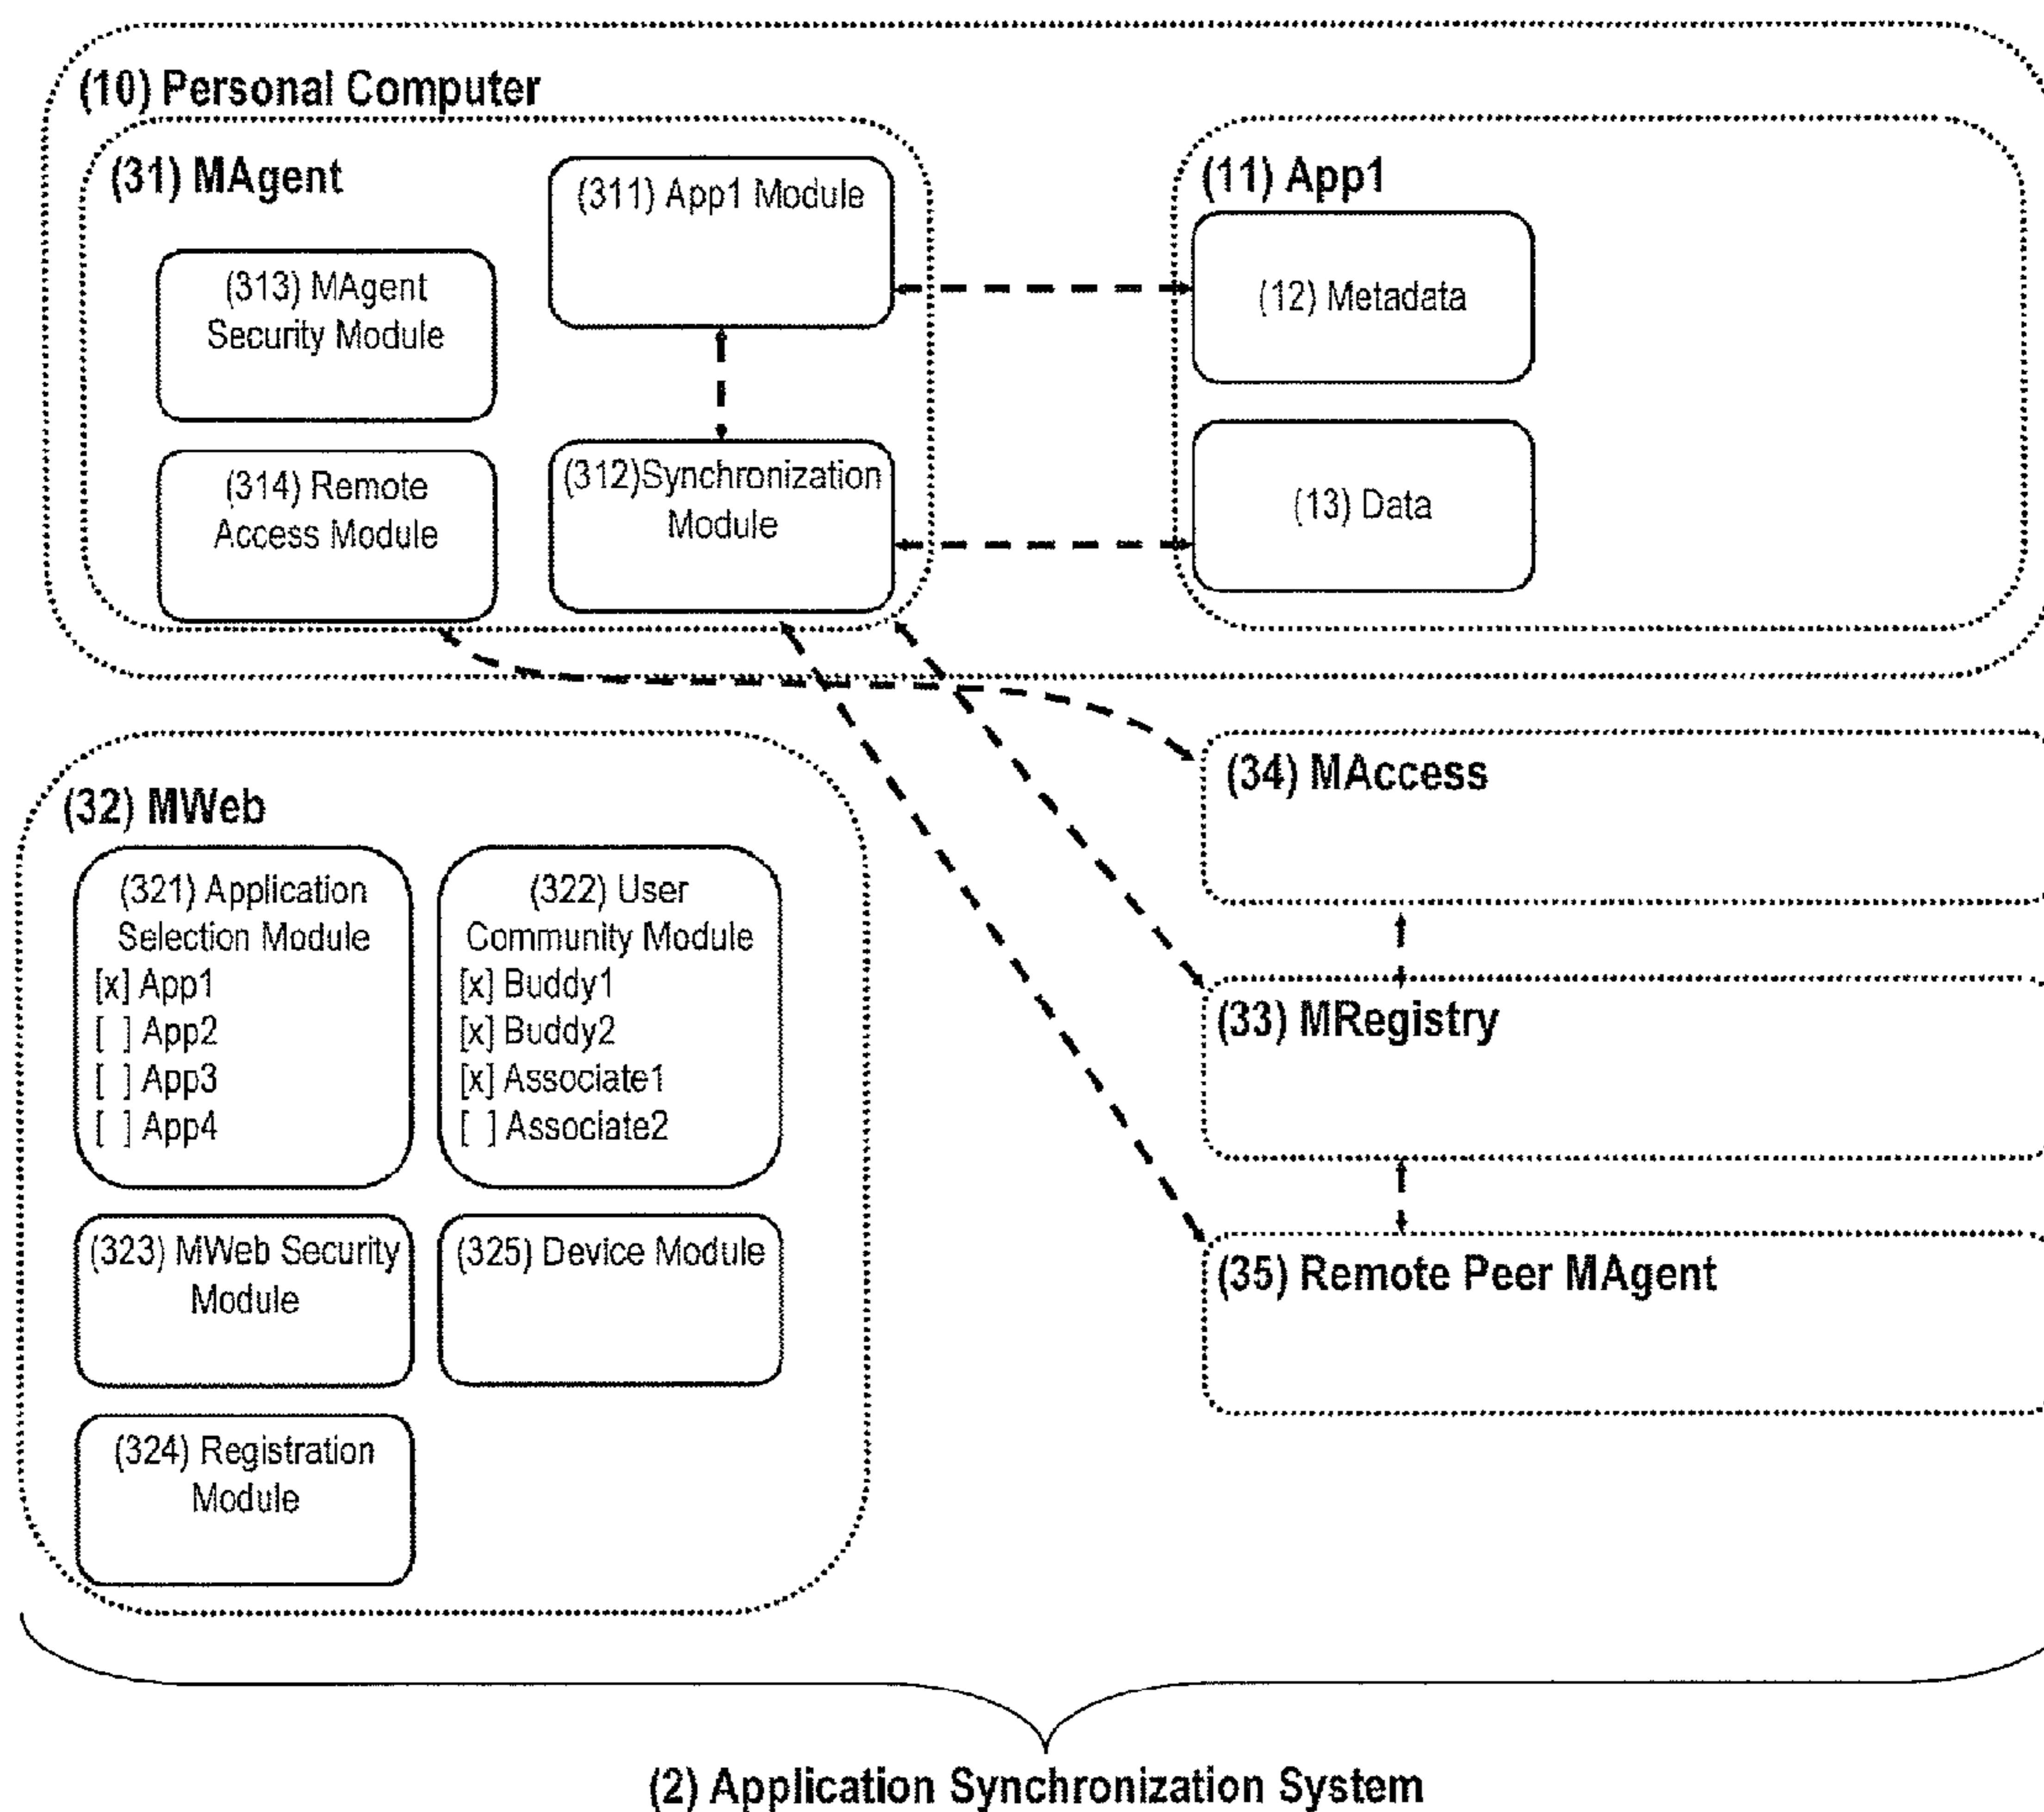 (10) Personal Computer
(31) MAgent
(311) App1 Module
(313) MAgent
Security Module
(314) Remote
Access Module
(312)Synchronization
Module
(11) App1
(12) Metadata
(13) Data
(32) MWeb
(321) Application
Selection Module
[x] App1
[ ] App2
[ ] App3
[ ] App4
(322) User
Community Module
[x] Buddy1
[x] Buddy2
[x] Associate1
[ ] Associate2
(323) MWeb Security
Module
(325) Device Module
(324) Registration
Module
(34) MAccess
(33) MRegistry
(35) Remote Peer MAgent
(2) Application Synchronization System